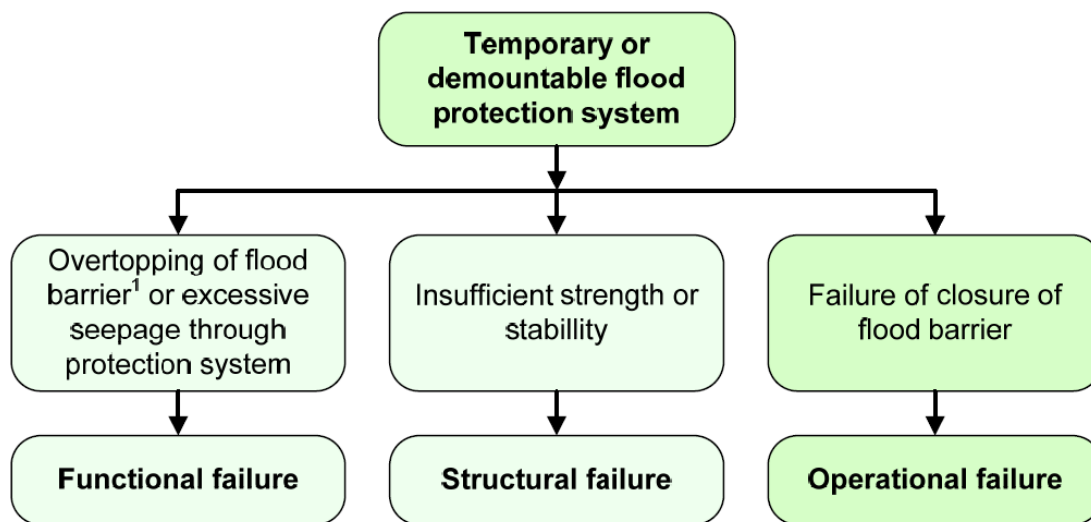 Temporary or
demountable flood
protection system
Overtopping of flood
barrier¹ or excessive
seepage through
protection system
Insufficient strength or
stabillity
Failure of closure of
flood barrier
Functional failure
Structural failure
Operational failure